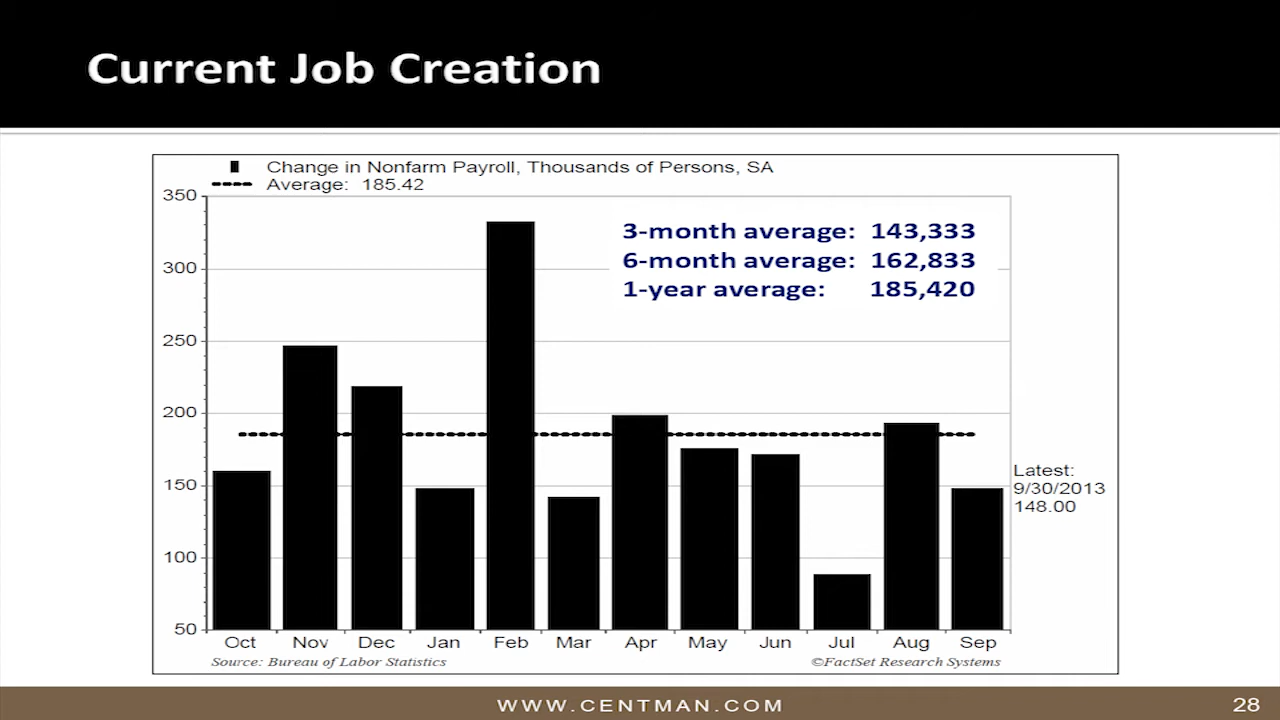 Current Job Creation
Change in Nonfarm Payroll, Thousands of Persons, SA
Average: 185.42
350
300
250
200
150
100
50
3-month average: 143,333
6-month average: 162,833
1-year average: 185,420
Latest:
9/30/2013
148.00
Oct Nov Dec Jan Feb Mar Apr May Jun Jul Aug Sep
Source: Bureau of Labor Statistics ©FactSet Research Systems
WWW.CENTMAN.COM 28